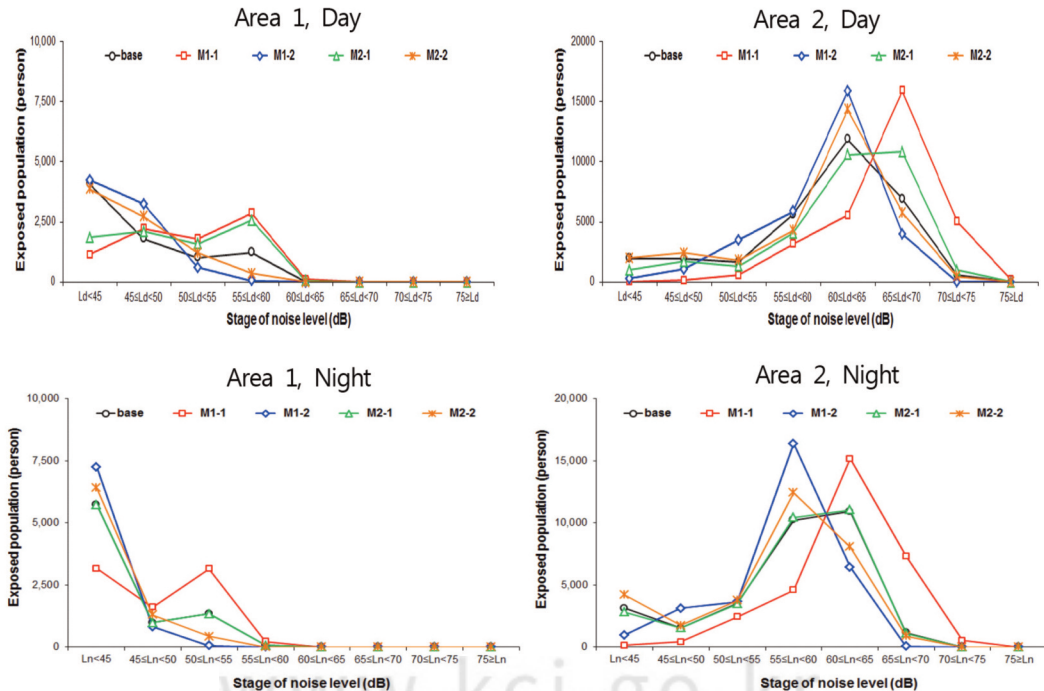 Area 1, Day
10,000
7,500
5,000
2,500
0
Exposed population (person)
base M1-1 M1-2 M2-1 M2-2
Ld<45 45≤Ld<50 50≤Ld<55 55≤Ld<60 60≤Ld<65 65≤Ld<70 70≤Ld<75 75≥Ld
Stage of noise level (dB)
Area 2, Day
20000
15000
10000
5000
0
Exposed population (person)
base M1-1 M1-2 M2-1 M2-2
Ld<45 45≤Ld<50 50≤Ld<55 55≤Ld<60 60≤Ld<65 65≤Ld<70 70≤Ld<75 75≥Ld
Stage of noise level (dB)
Area 1, Night
10,000
7,500
5,000
2,500
0
Exposed population (person)
base M1-1 M1-2 M2-1 M2-2
Ln<45 45≤Ln<50 50≤Ln<55 55≤Ln<60 60≤Ln<65 65≤Ln<70 70≤Ln<75 75≥Ln
Stage of noise level (dB)
Area 2, Night
20,000
15,000
10,000
5,000
0
Exposed population (person)
base M1-1 M1-2 M2-1 M2-2
Ln<45 45≤Ln<50 50≤Ln<55 55≤Ln<60 60≤Ln<65 65≤Ln<70 70≤Ln<75 75≥Ln
Stage of noise level (dB)